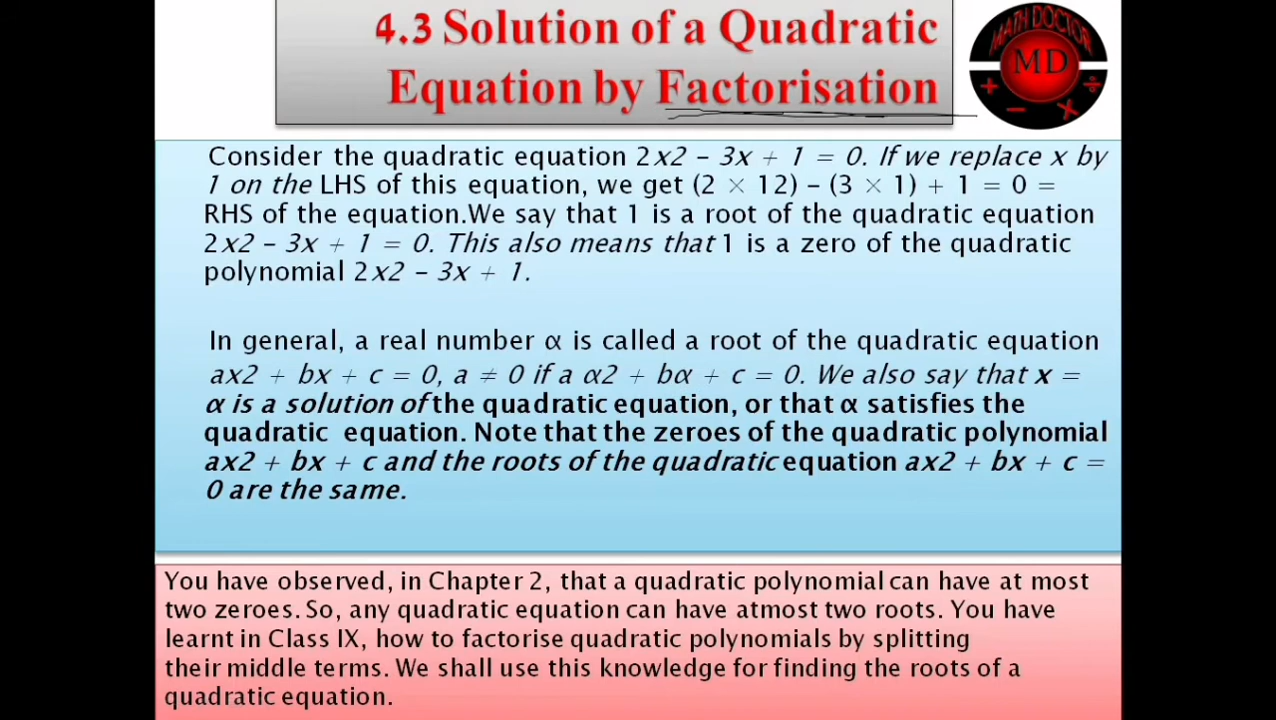 4.3 Solution of a Quadratic
Equation by Factorisation
MATH DOCTOR
MD
Consider the quadratic equation 2x2 – 3x + 1 = 0. If we replace x by
1 on the LHS of this equation, we get (2 × 12) – (3 × 1) + 1 = 0 =
RHS of the equation.We say that 1 is a root of the quadratic equation
2x2 – 3x + 1 = 0. This also means that 1 is a zero of the quadratic
polynomial 2x2 – 3x + 1.
In general, a real number α is called a root of the quadratic equation
ax2 + bx + c = 0, a ≠ 0 if a α2 + bα + c = 0. We also say that x =
α is a solution of the quadratic equation, or that α satisfies the
quadratic equation. Note that the zeroes of the quadratic polynomial
ax2 + bx + c and the roots of the quadratic equation ax2 + bx + c =
0 are the same.
You have observed, in Chapter 2, that a quadratic polynomial can have at most
two zeroes. So, any quadratic equation can have atmost two roots. You have
learnt in Class IX, how to factorise quadratic polynomials by splitting
their middle terms. We shall use this knowledge for finding the roots of a
quadratic equation.